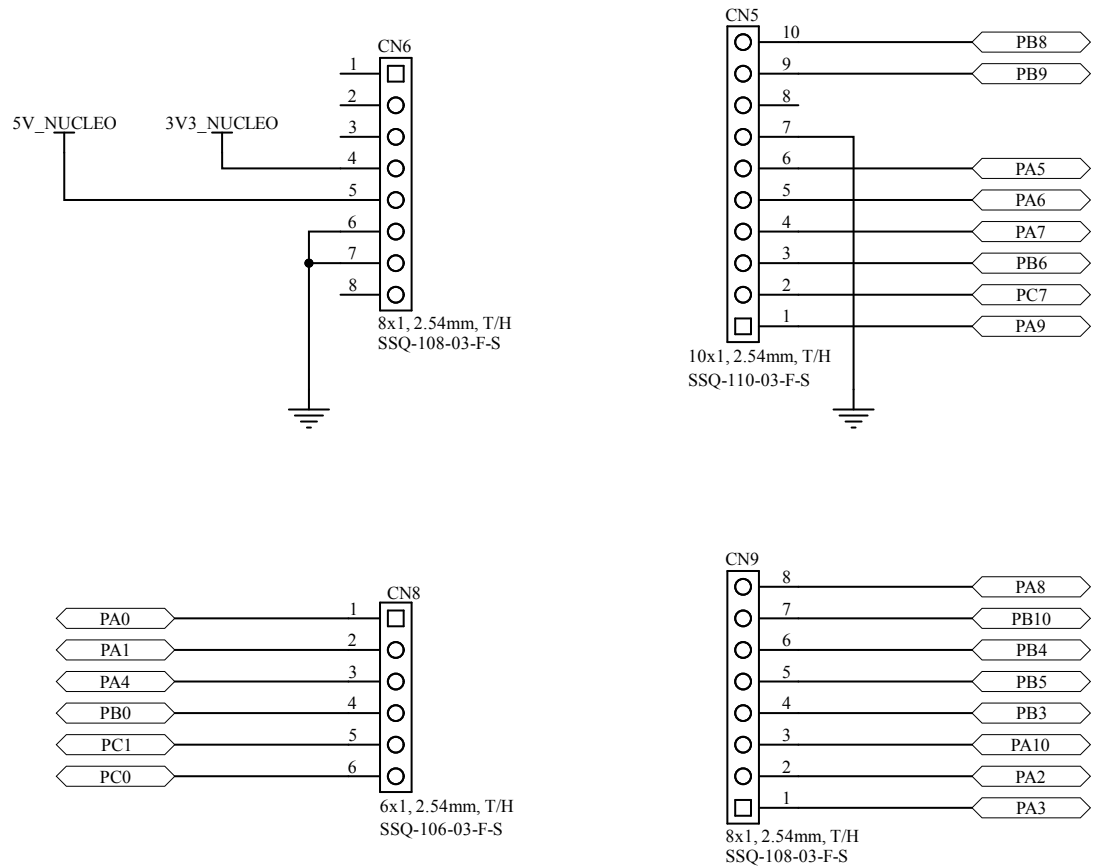 CN6
1
2
3
4
5
6
7
8
5V_NUCLEO
3V3_NUCLEO
8x1, 2.54mm, T/H
SSQ-108-03-F-S
CN5
10 PB8
9 PB9
8
7
6 PA5
5 PA6
4 PA7
3 PB6
2 PC7
1 PA9
10x1, 2.54mm, T/H
SSQ-110-03-F-S
CN8
PA0 1
PA1 2
PA4 3
PB0 4
PC1 5
PC0 6
6x1, 2.54mm, T/H
SSQ-106-03-F-S
CN9
8 PA8
7 PB10
6 PB4
5 PB5
4 PB3
3 PA10
2 PA2
1 PA3
8x1, 2.54mm, T/H
SSQ-108-03-F-S